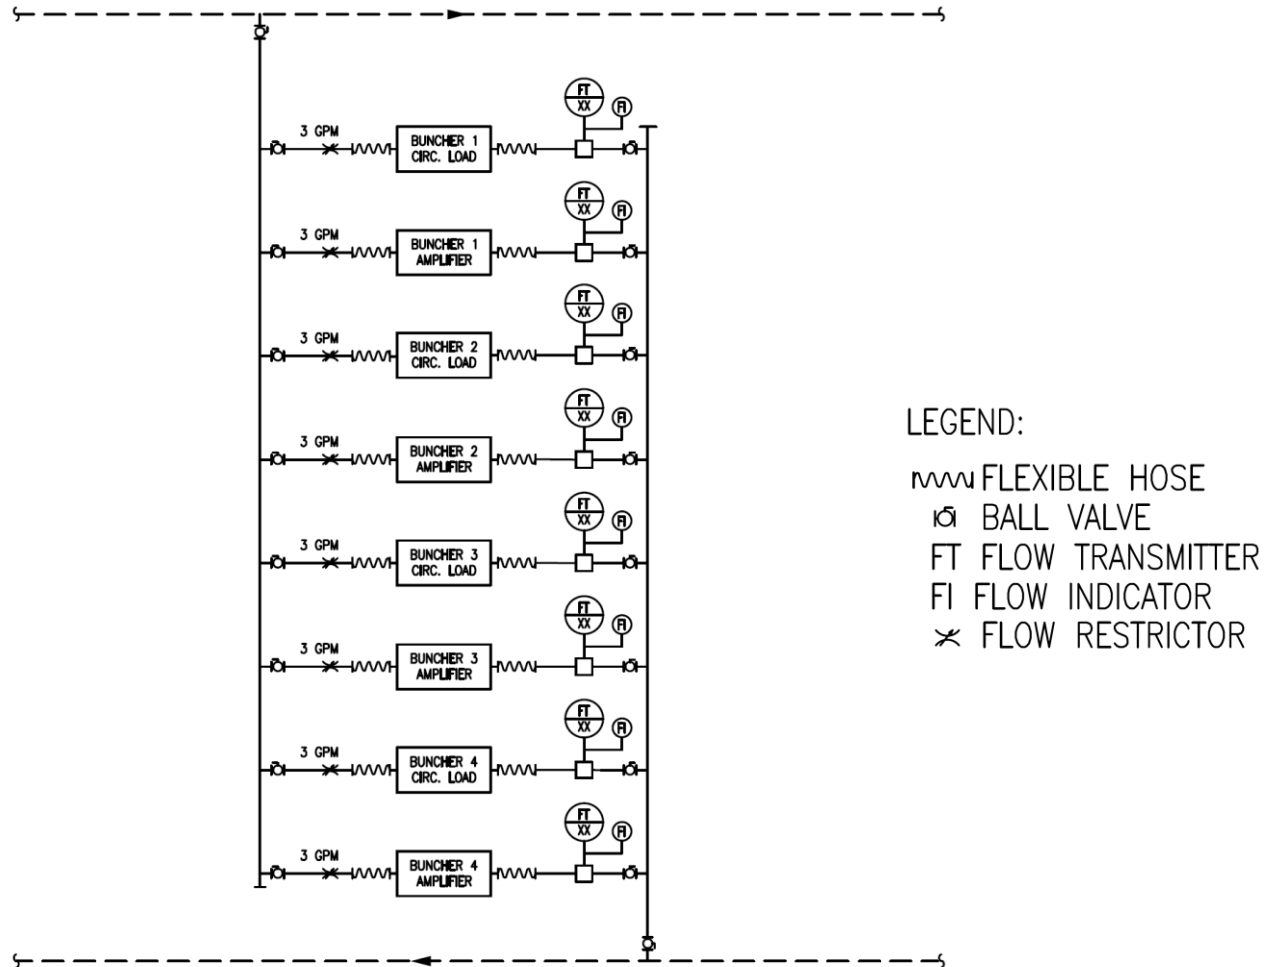 FT
XX
FI
3 GPM
BUNCHER 1
CIRC. LOAD
FT
XX
FI
3 GPM
BUNCHER 1
AMPLIFIER
FT
XX
FI
3 GPM
BUNCHER 2
CIRC. LOAD
FT
XX
FI
3 GPM
BUNCHER 2
AMPLIFIER
FT
XX
FI
3 GPM
BUNCHER 3
CIRC. LOAD
FT
XX
FI
3 GPM
BUNCHER 3
AMPLIFIER
FT
XX
FI
3 GPM
BUNCHER 4
CIRC. LOAD
FT
XX
FI
3 GPM
BUNCHER 4
AMPLIFIER
LEGEND:
FLEXIBLE HOSE
BALL VALVE
FT FLOW TRANSMITTER
FI FLOW INDICATOR
FLOW RESTRICTOR